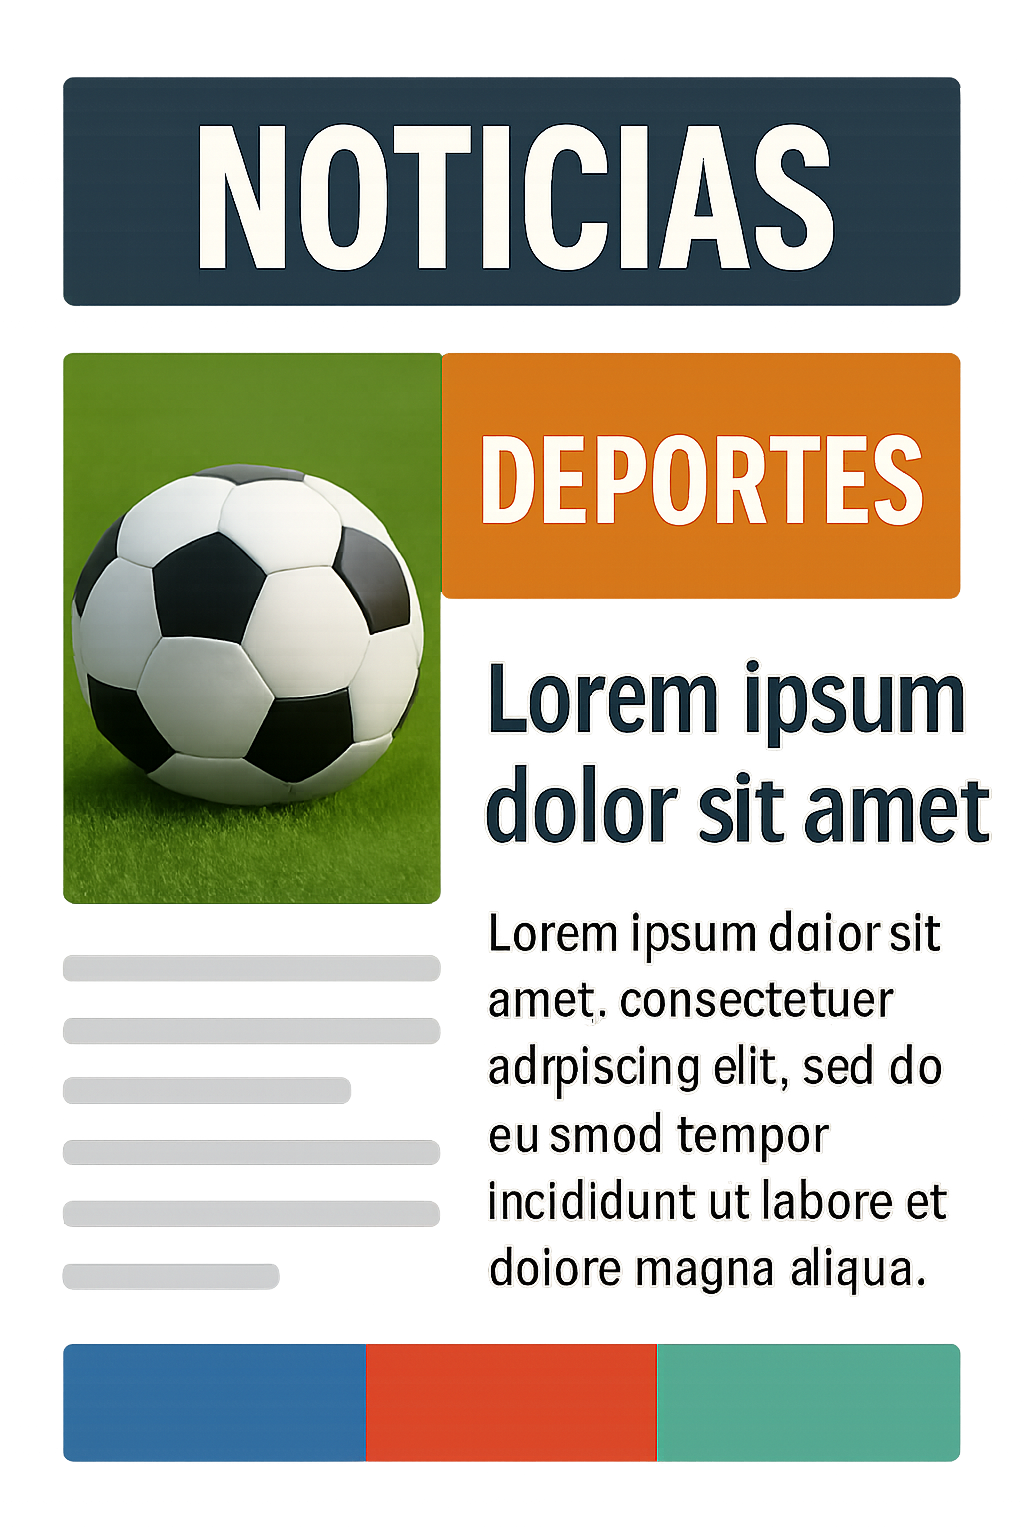 NOTICIAS
DEPORTES
Lorem ipsum
dolor sit amet
Lorem ipsum daior sit
amet,. consectetuer
adrpiscing elit, sed do
eu smod tempor
incididunt ut labore et
doiore magna aliqua.